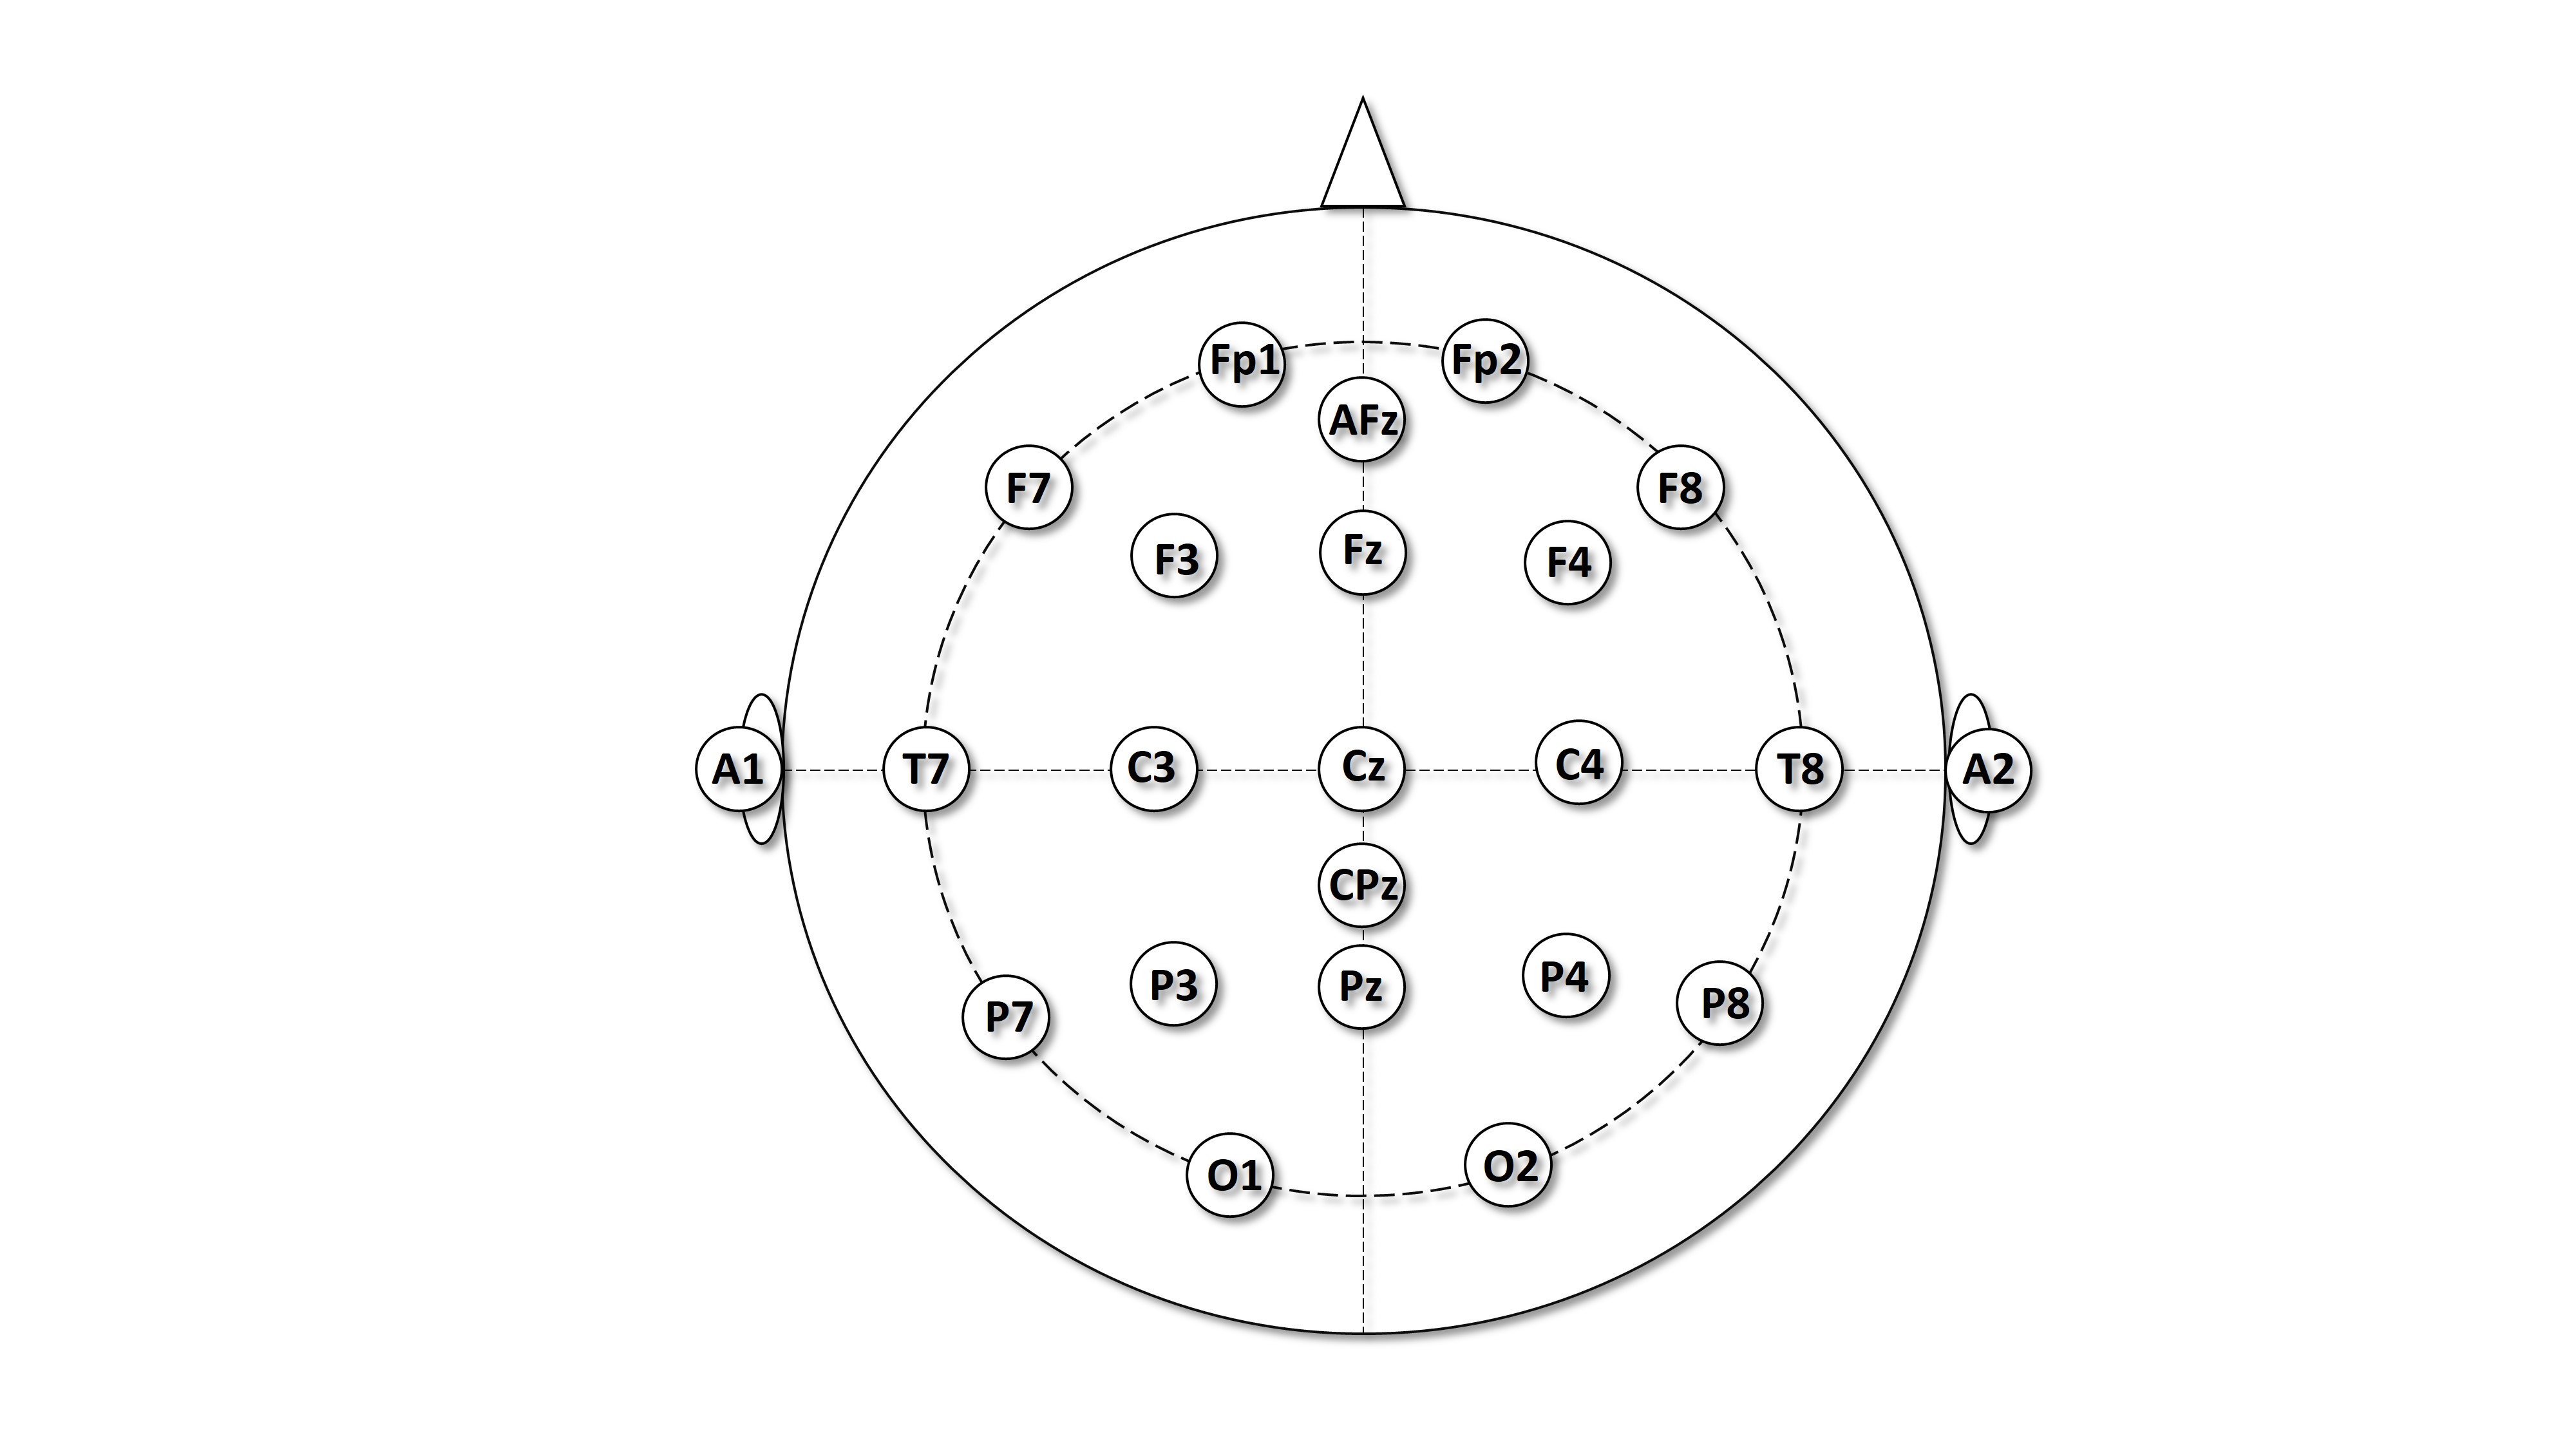 Fp1 Fp2
AFz
F7 F8
F3 Fz F4
A1 T7 C3 Cz C4 T8 A2
CPz
P7 P3 Pz P4 P8
O1 O2